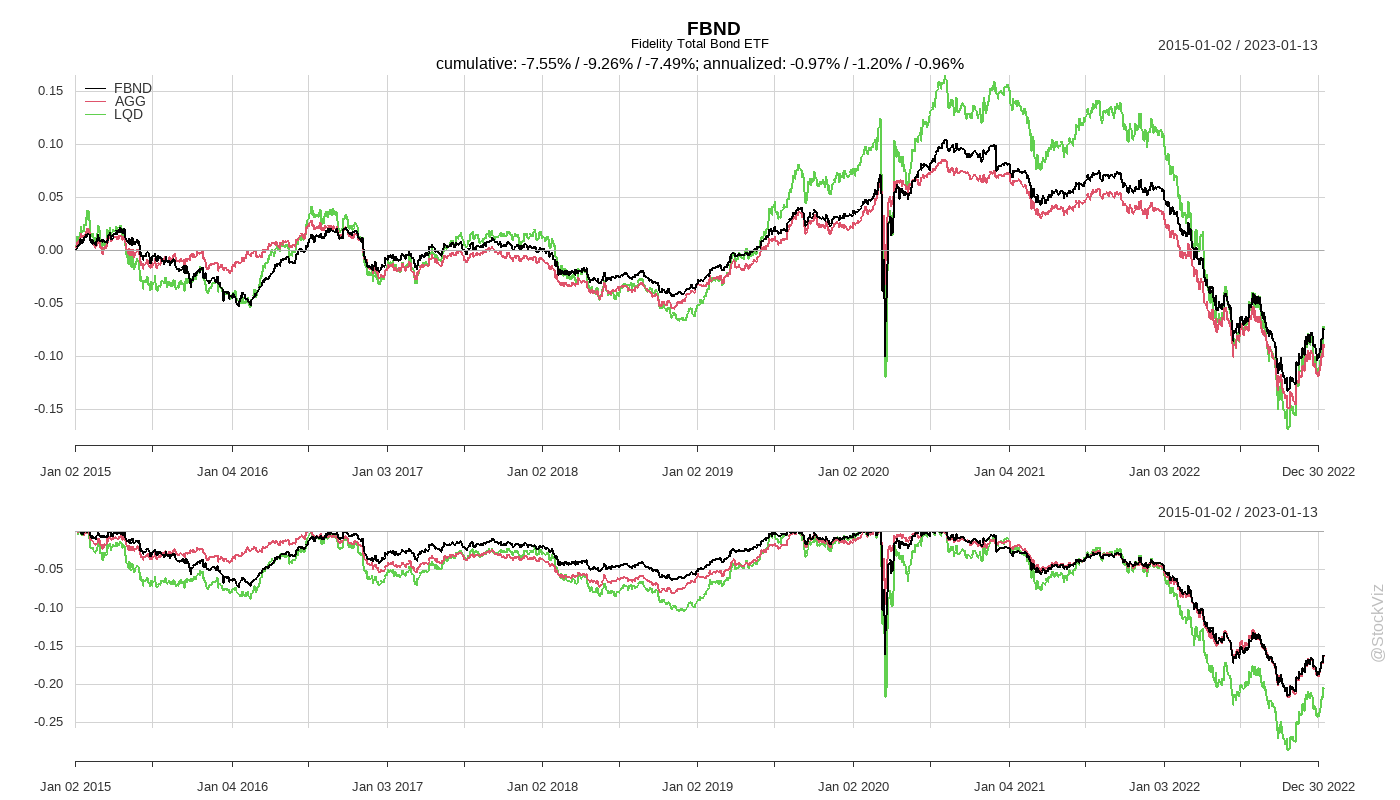 FBND
Fidelity Total Bond ETF
2015-01-02 / 2023-01-13
cumulative: -7.55% / -9.26% / -7.49%; annualized: -0.97% / -1.20% / -0.96%
FBND
AGG
LQD
0.15
0.10
0.05
0.00
-0.05
-0.10
-0.15
Jan 02 2015 Jan 04 2016 Jan 03 2017 Jan 02 2018 Jan 02 2019 Jan 02 2020 Jan 04 2021 Jan 03 2022 Dec 30 2022
2015-01-02 / 2023-01-13
-0.05
-0.10
-0.15
-0.20
-0.25
Jan 02 2015 Jan 04 2016 Jan 03 2017 Jan 02 2018 Jan 02 2019 Jan 02 2020 Jan 04 2021 Jan 03 2022 Dec 30 2022
@StockViz